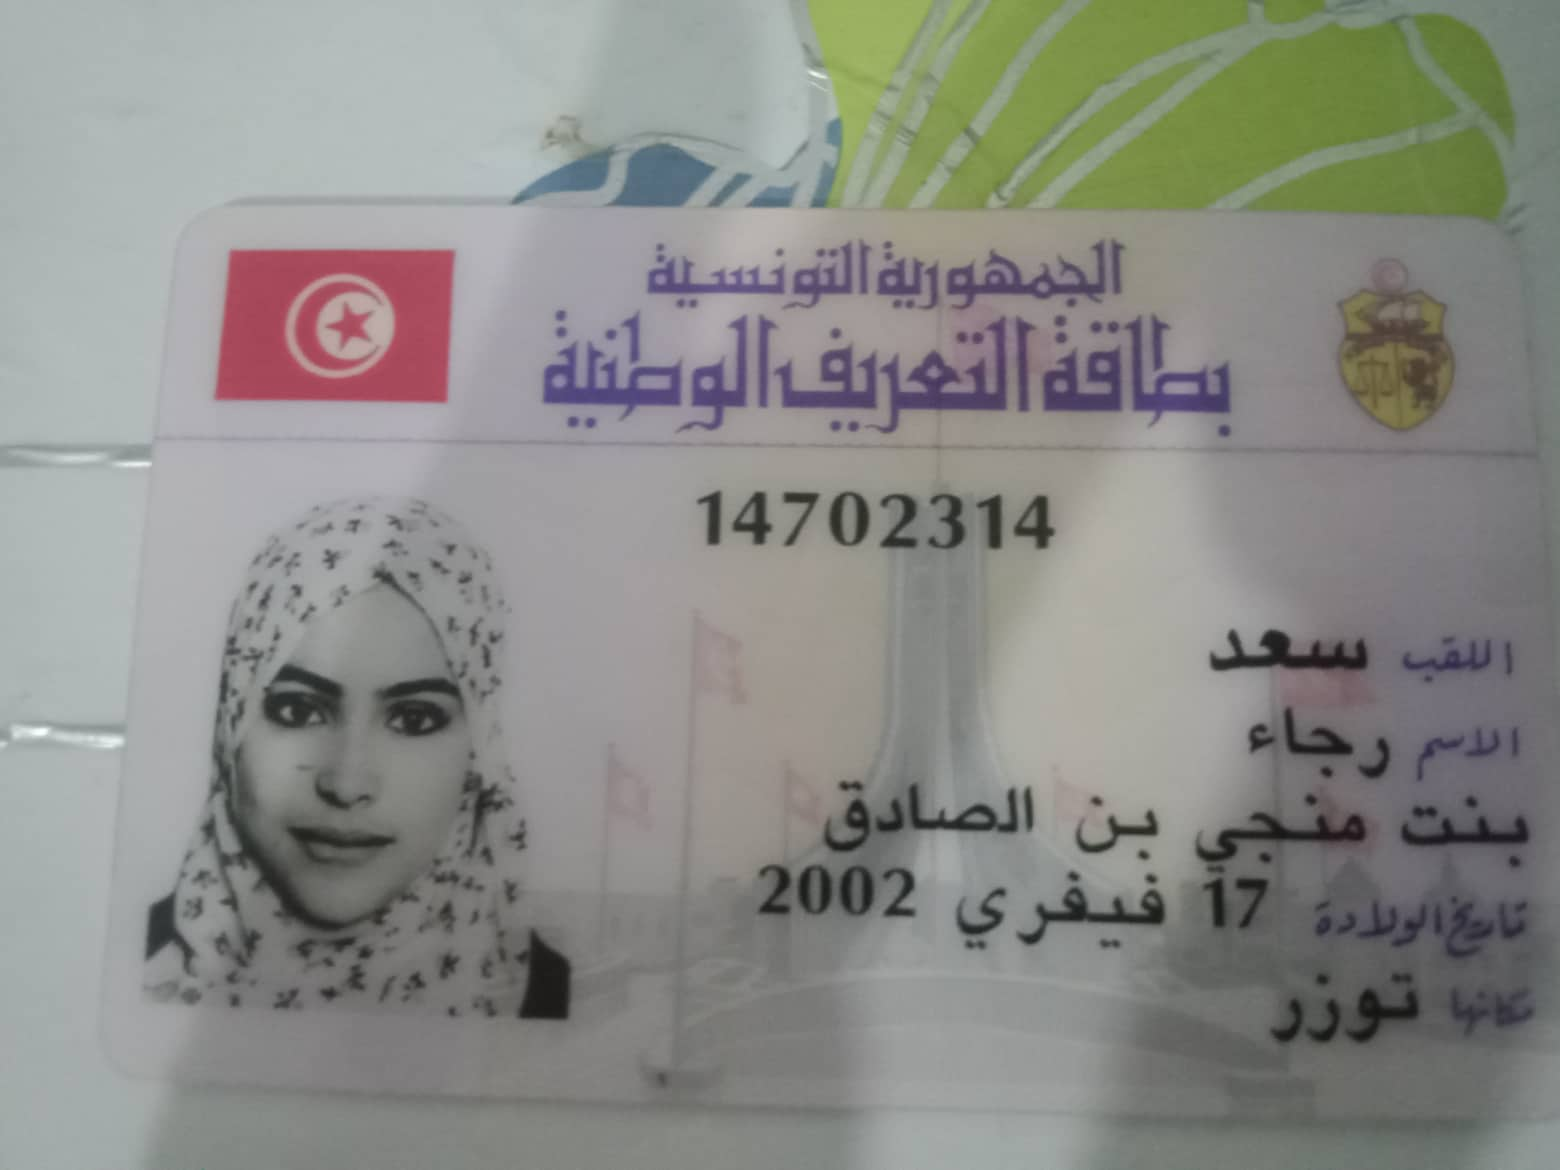 الجمهورية التونسية
بطاقة التعريف الوطنية
14702314
اللقب سعد
الاسم رجاء
بنت منجي بن الصادق
تاريخ الولادة 17 فيفري 2002
مكانها توزر